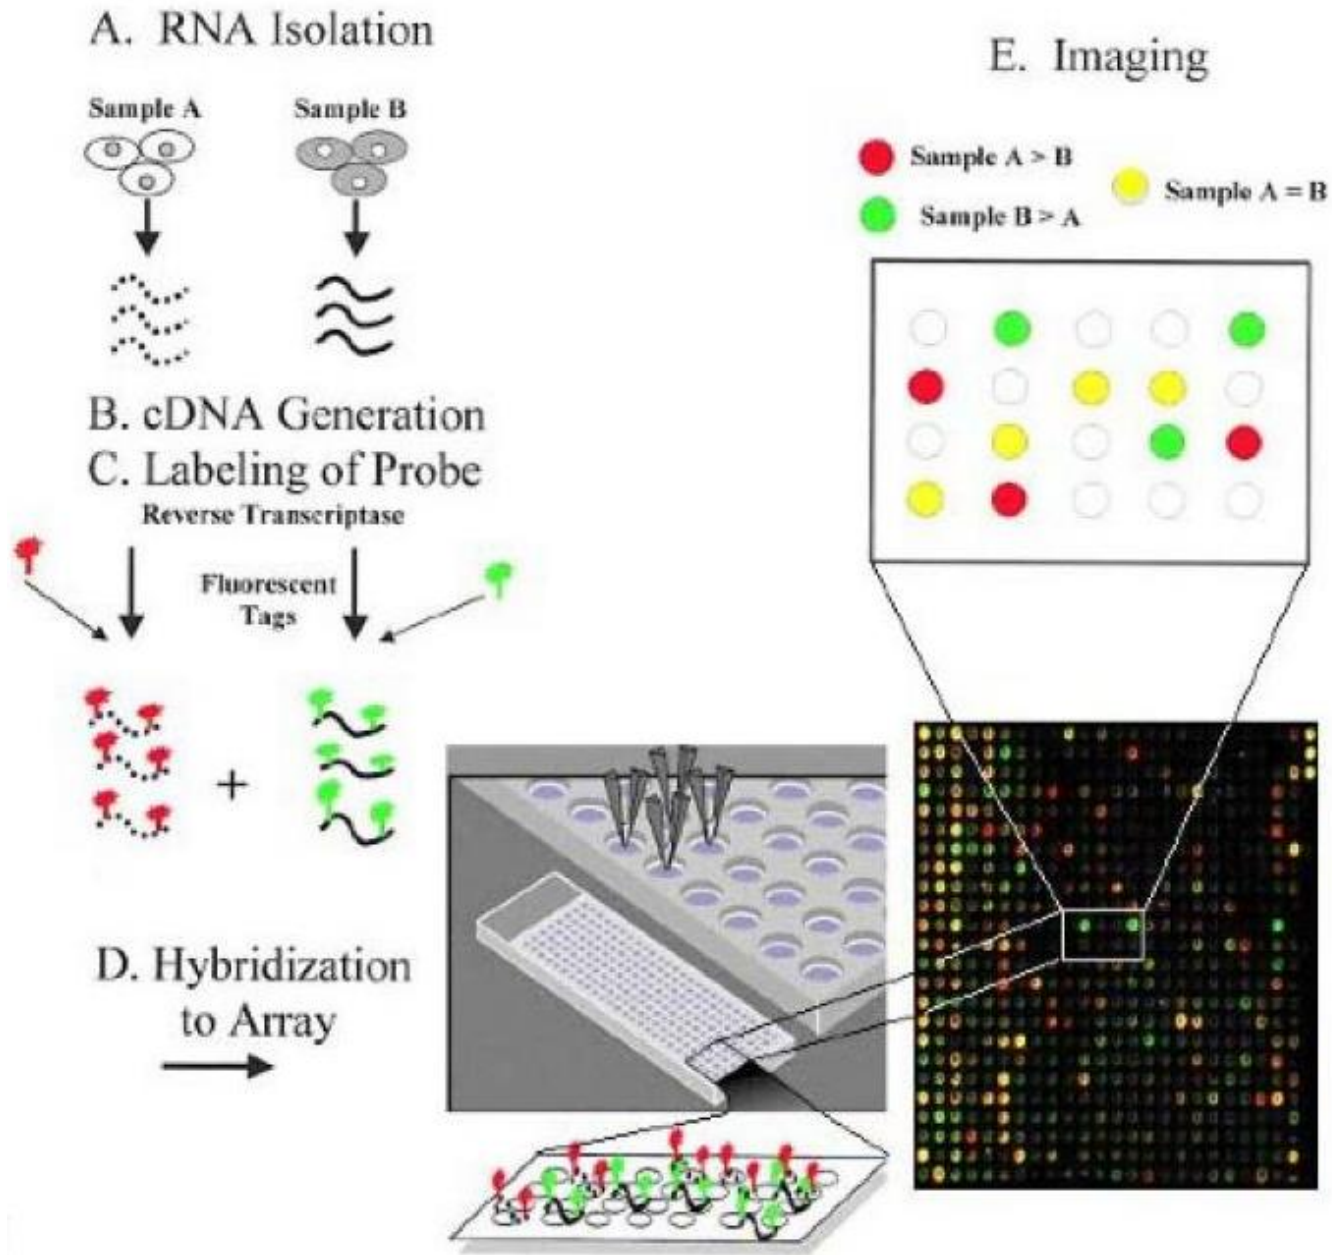 A. RNA Isolation
Sample A
Sample B
B. cDNA Generation
C. Labeling of Probe
Reverse Transcriptase
Fluorescent
Tags
+
D. Hybridization
to Array
E. Imaging
Sample A > B
Sample A = B
Sample B > A